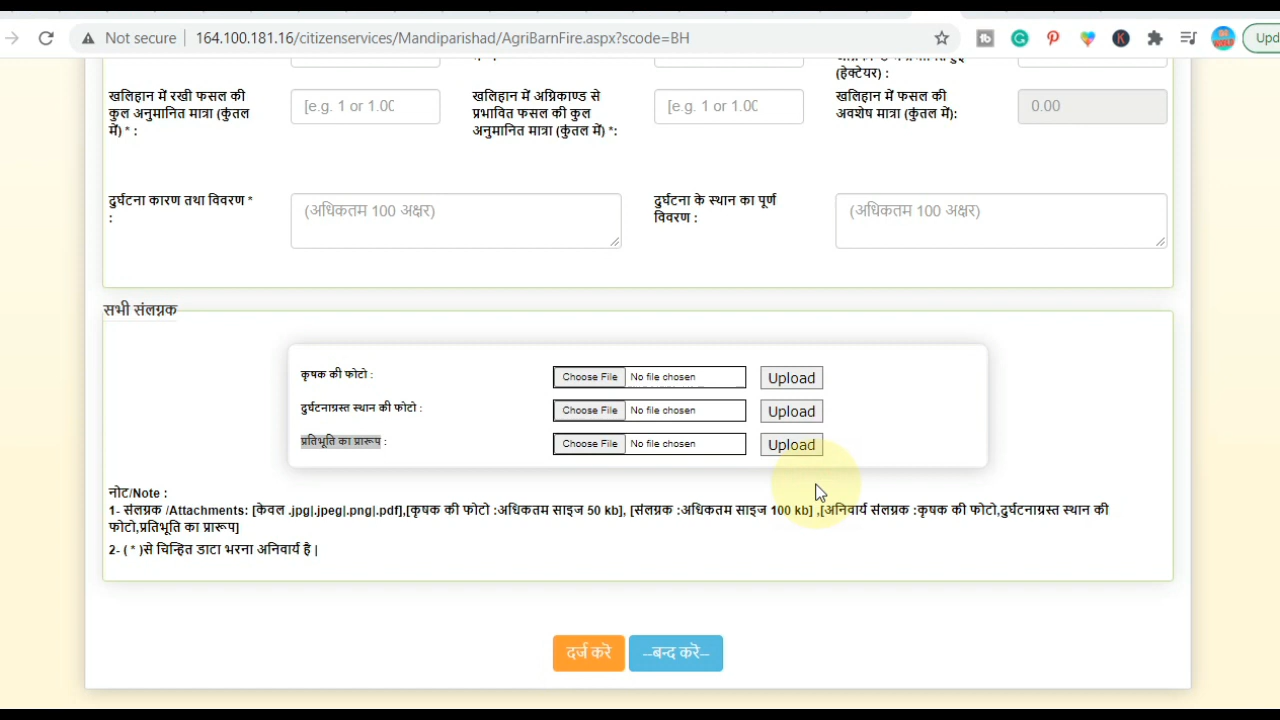 Not secure | 164.100.181.16/citizenservices/Mandiparishad/AgriBarnFire.aspx?scode=BH
Upd
(हेक्टेयर) :
खलिहान में रखी फसल की कुल अनुमानित मात्रा (कुंतल में) * :
[e.g. 1 or 1.00
खलिहान में अग्निकाण्ड से प्रभावित फसल की कुल अनुमानित मात्रा (कुंतल में) *:
[e.g. 1 or 1.00
खलिहान में फसल की अवशेष मात्रा (कुंतल में):
0.00
दुर्घटना कारण तथा विवरण * :
(अधिकतम 100 अक्षर)
दुर्घटना के स्थान का पूर्ण विवरण :
(अधिकतम 100 अक्षर)
सभी संलग्नक
कृषक की फोटो : Choose File No file chosen Upload
दुर्घटनाग्रस्त स्थान की फोटो : Choose File No file chosen Upload
प्रतिभूति का प्रारूप : Choose File No file chosen Upload
नोट/Note :
1- संलग्नक /Attachments: [केवल .jpg|.jpeg|.png|.pdf],[कृषक की फोटो :अधिकतम साइज 50 kb], [संलग्नक :अधिकतम साइज 100 kb] ,[अनिवार्य संलग्नक :कृषक की फोटो,दुर्घटनाग्रस्त स्थान की
फोटो,प्रतिभूति का प्रारूप]
2- ( * )से चिन्हित डाटा भरना अनिवार्य है |
दर्ज करें --बन्द करें--